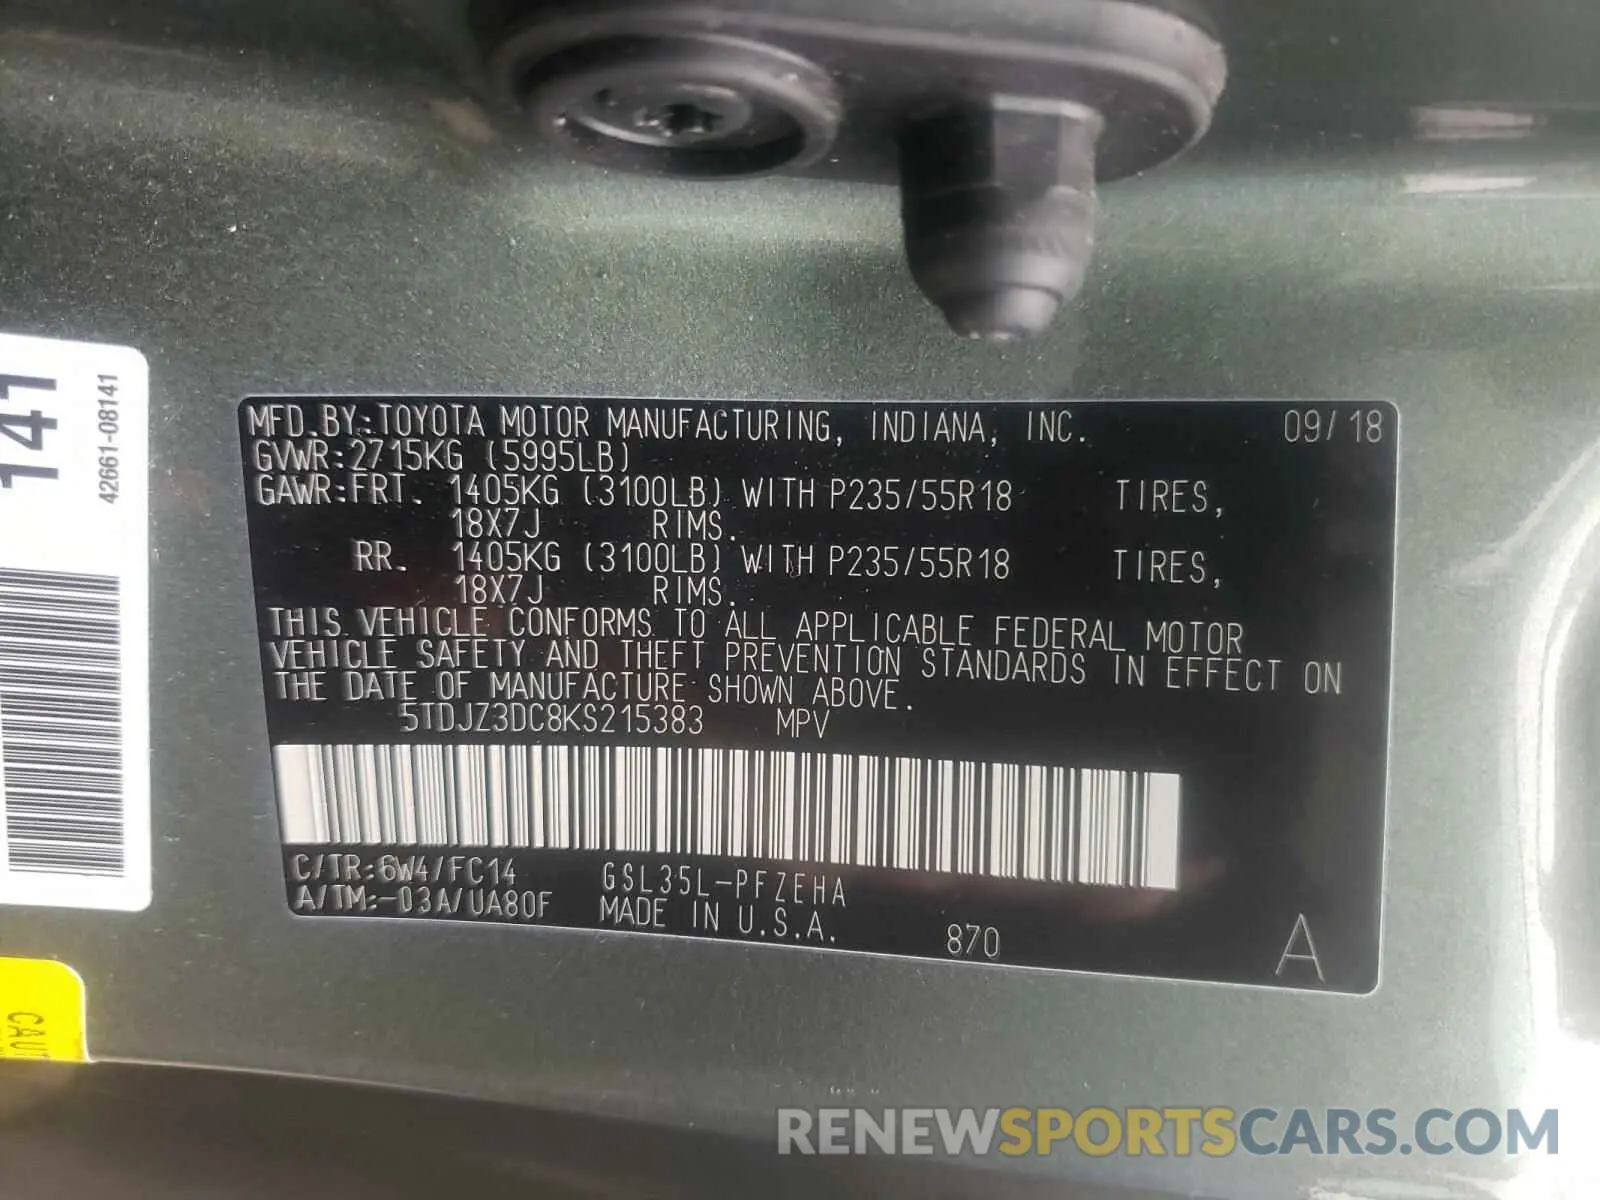 MFD. BY: TOYOTA MOTOR MANUFACTURING, INDIANA, INC. 09/18
GVWR: 2715KG (5995LB)
GAWR: FRT. 1405KG (3100LB) WITH P235/55R18 TIRES,
18X7J RIMS.
RR. 1405KG (3100LB) WITH P235/55R18 TIRES,
18X7J RIMS.
THIS VEHICLE CONFORMS TO ALL APPLICABLE FEDERAL MOTOR
VEHICLE SAFETY AND THEFT PREVENTION STANDARDS IN EFFECT ON
THE DATE OF MANUFACTURE SHOWN ABOVE.
5TDJZ3DC8KS215383 MPV
C/TR: 6W4/FC14 GSL35L-PFZEHA
A/TM: -03A/UA80F MADE IN U.S.A. 870 A
141
42661-08141
RENEWSPORTSCARS.COM